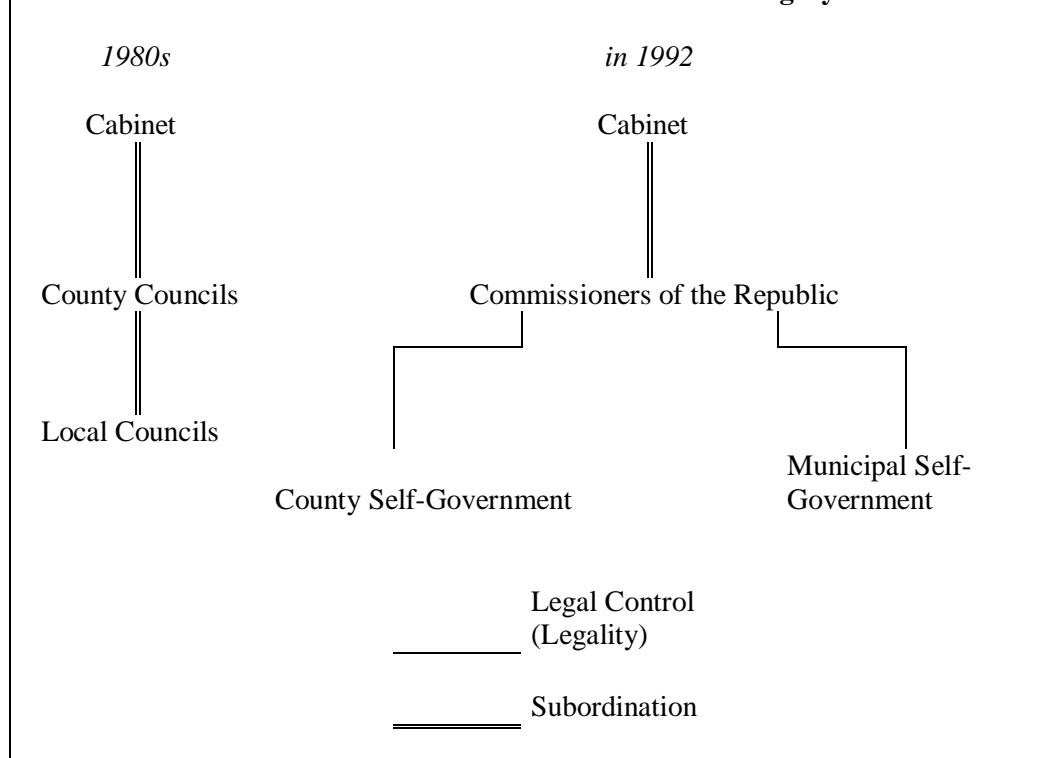 1980s
in 1992
Cabinet
Cabinet
County Councils
Commissioners of the Republic
Local Councils
Municipal Self-
Government
County Self-Government
Legal Control
(Legality)
Subordination